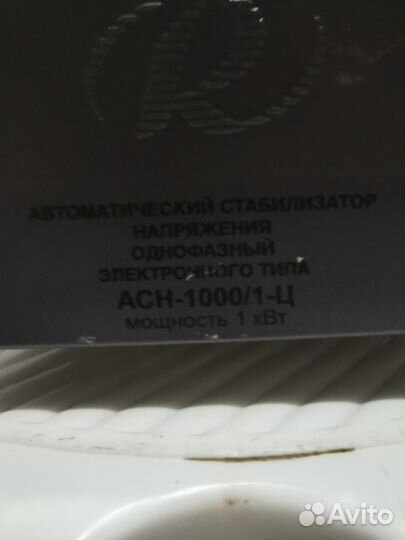 АВТОМАТИЧЕСКИЙ СТАБИЛИЗАТОР
НАПРЯЖЕНИЯ
ОДНОФАЗНЫЙ
ЭЛЕКТРОННОГО ТИПА
АСН-1000/1-Ц
мощность 1 кВт
Avito